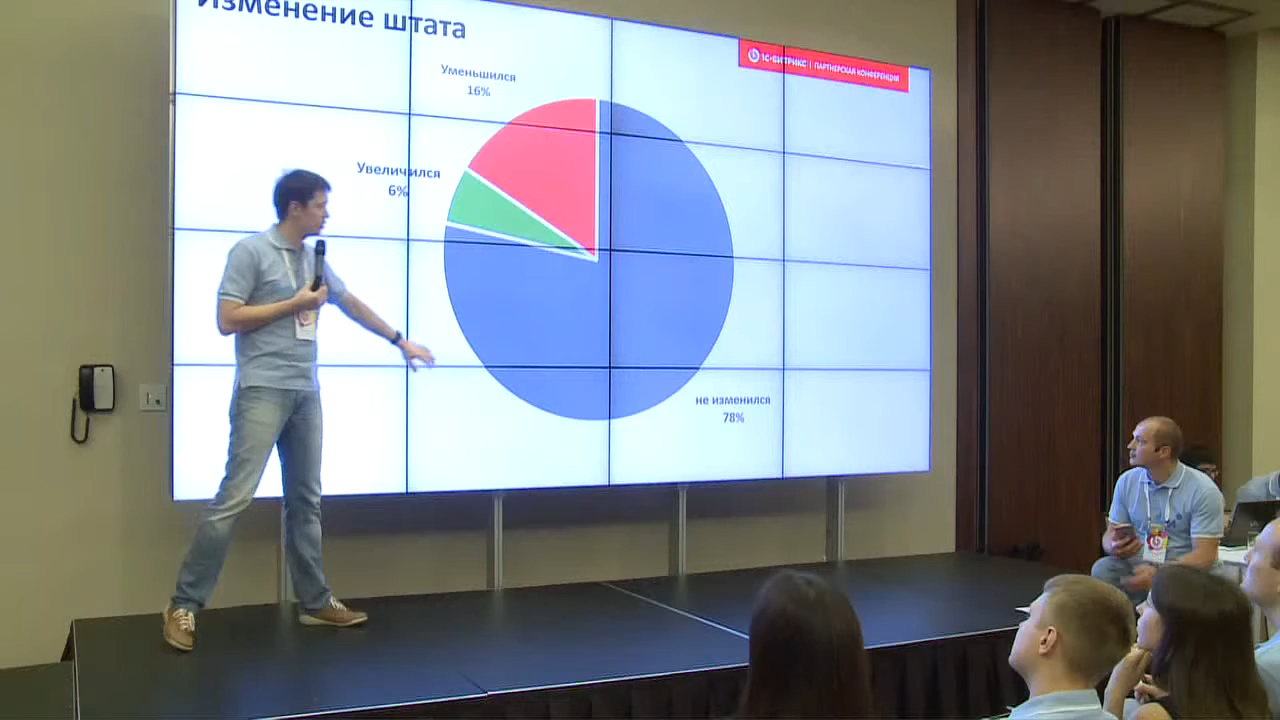 Изменение штата
1С-БИТРИКС | ПАРТНЕРСКАЯ КОНФЕРЕНЦИЯ
Уменьшился
16%
Увеличился
6%
не изменился
78%